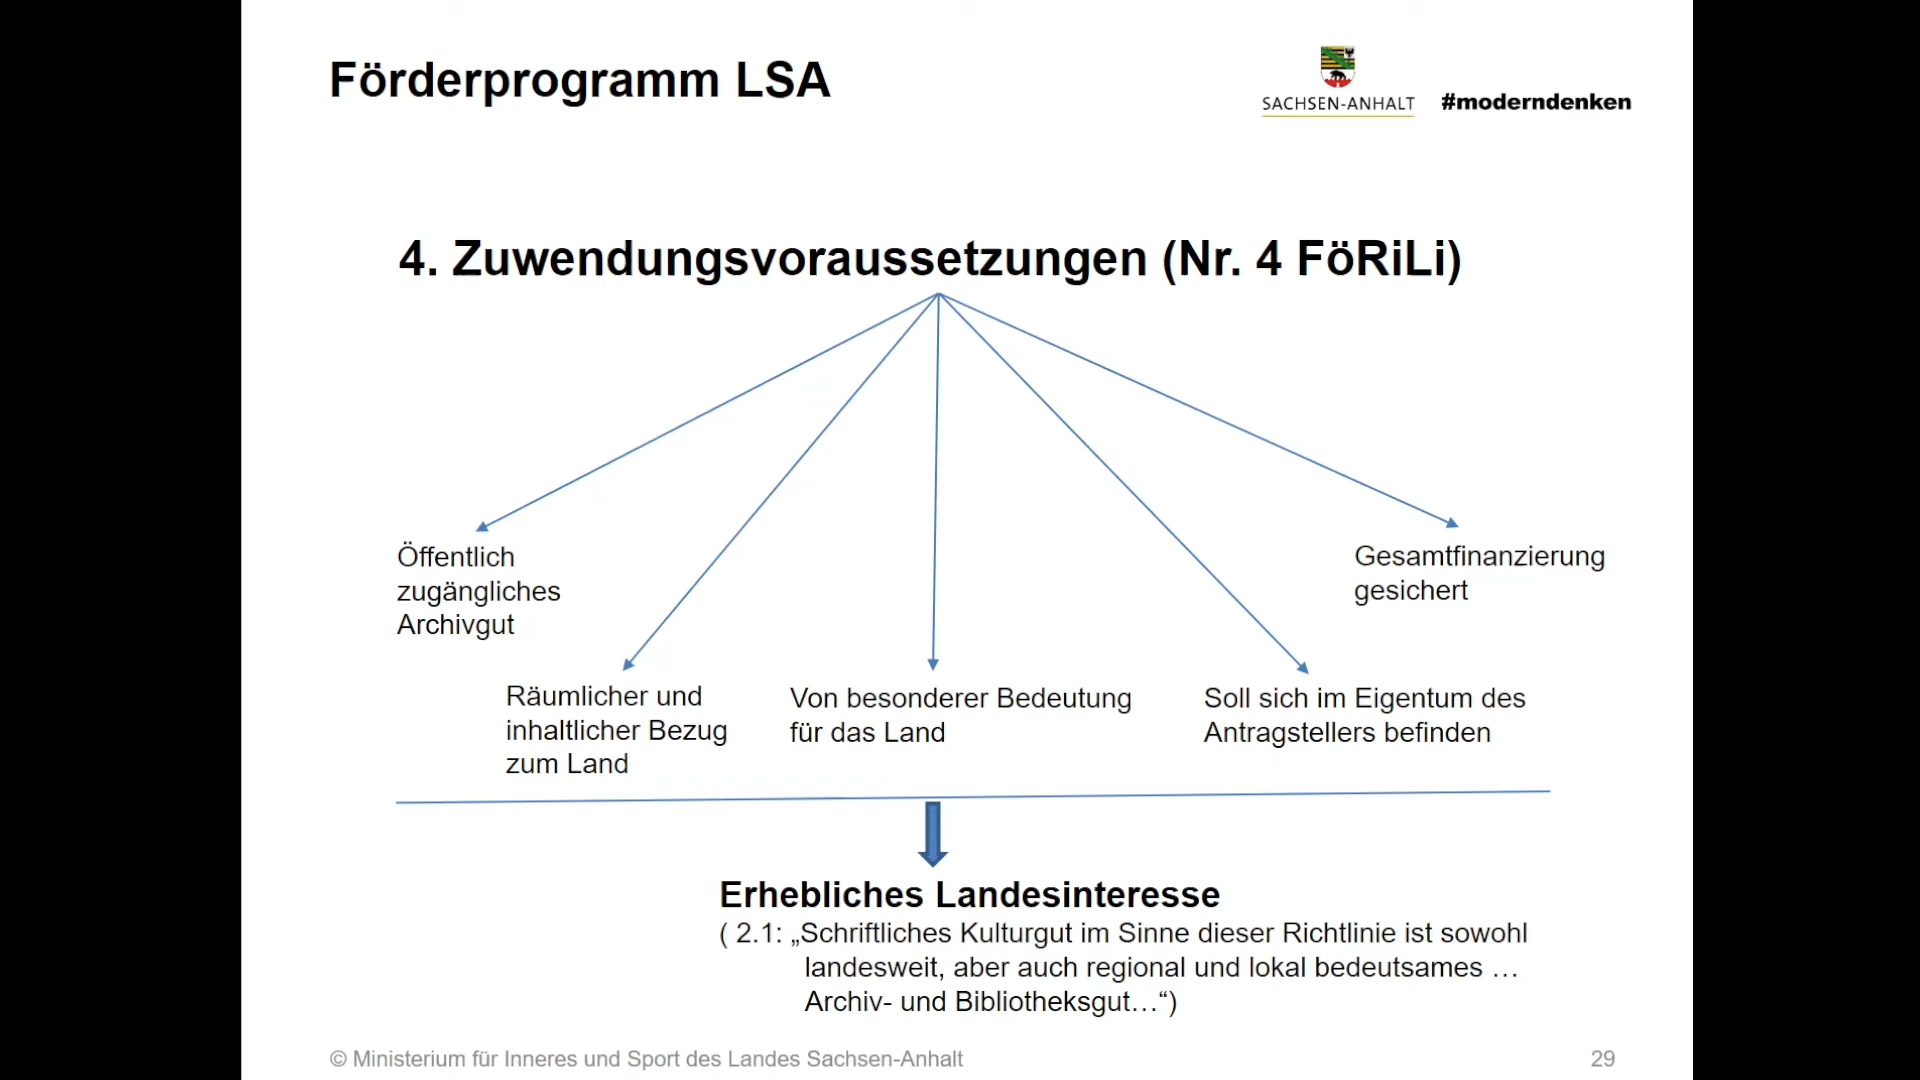 Förderprogramm LSA
SACHSEN-ANHALT
#moderndenken
4. Zuwendungsvoraussetzungen (Nr. 4 FöRiLi)
Öffentlich
zugängliches
Archivgut
Räumlicher und
inhaltlicher Bezug
zum Land
Von besonderer Bedeutung
für das Land
Soll sich im Eigentum des
Antragstellers befinden
Gesamtfinanzierung
gesichert
Erhebliches Landesinteresse
( 2.1: „Schriftliches Kulturgut im Sinne dieser Richtlinie ist sowohl
landesweit, aber auch regional und lokal bedeutsames …
Archiv- und Bibliotheksgut…“)
© Ministerium für Inneres und Sport des Landes Sachsen-Anhalt
29